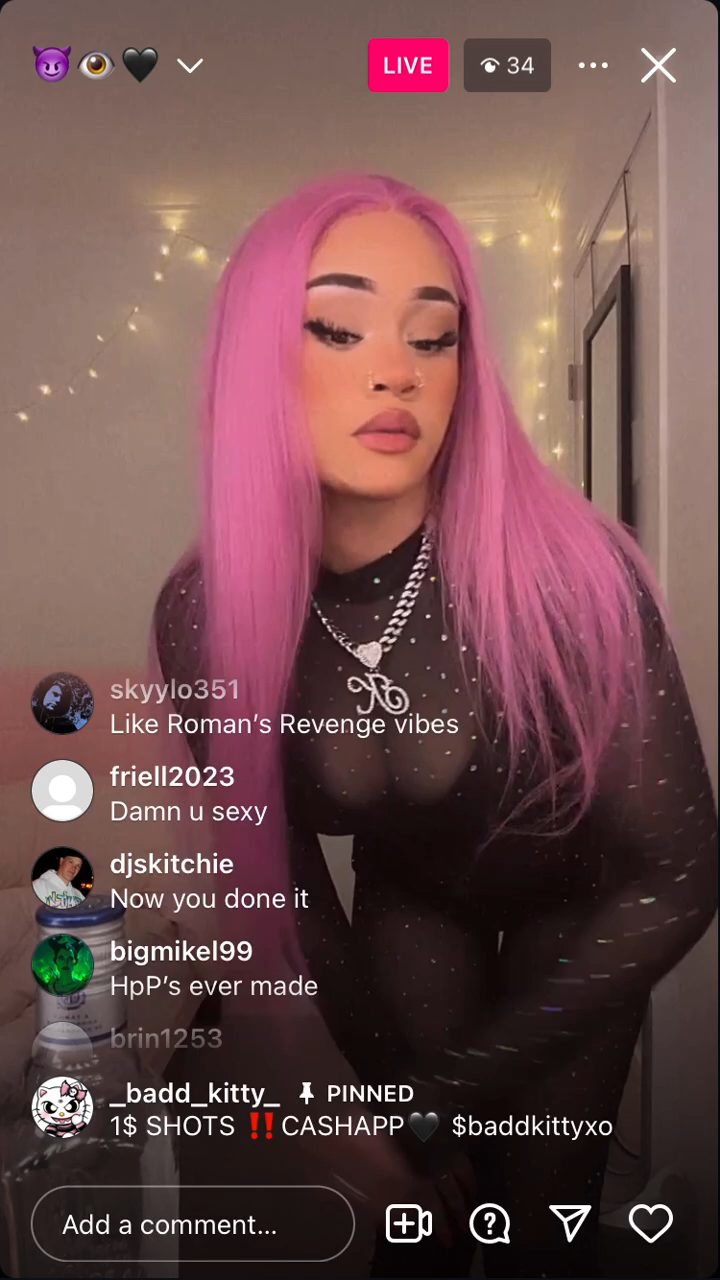 😈👁️🖤
LIVE
34
skyylo351
Like Roman’s Revenge vibes
friell2023
Damn u sexy
djskitchie
Now you done it
bigmikel99
HpP’s ever made
brin1253
_badd_kitty_ PINNED
1$ SHOTS ‼️CASHAPP🖤 $baddkittyxo
Add a comment...